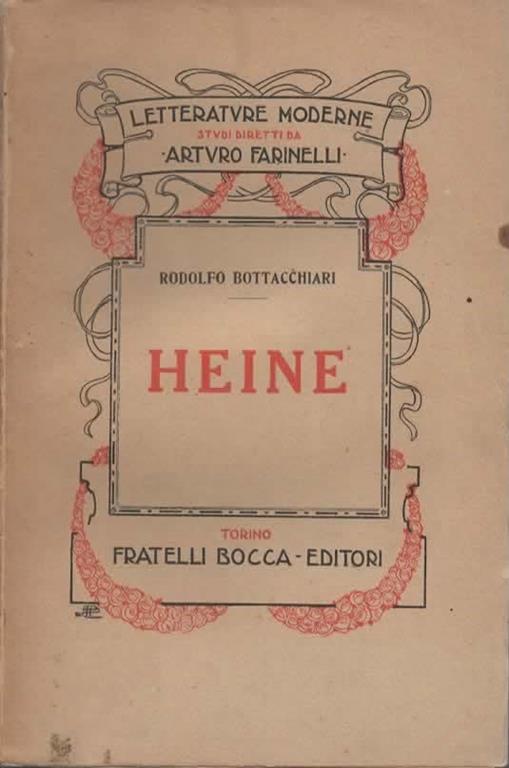 LETTERATVRE MODERNE
STVDI DIRETTI DA
·ARTVRO FARINELLI·
RODOLFO BOTTACCHIARI
HEINE
TORINO
FRATELLI BOCCA - EDITORI